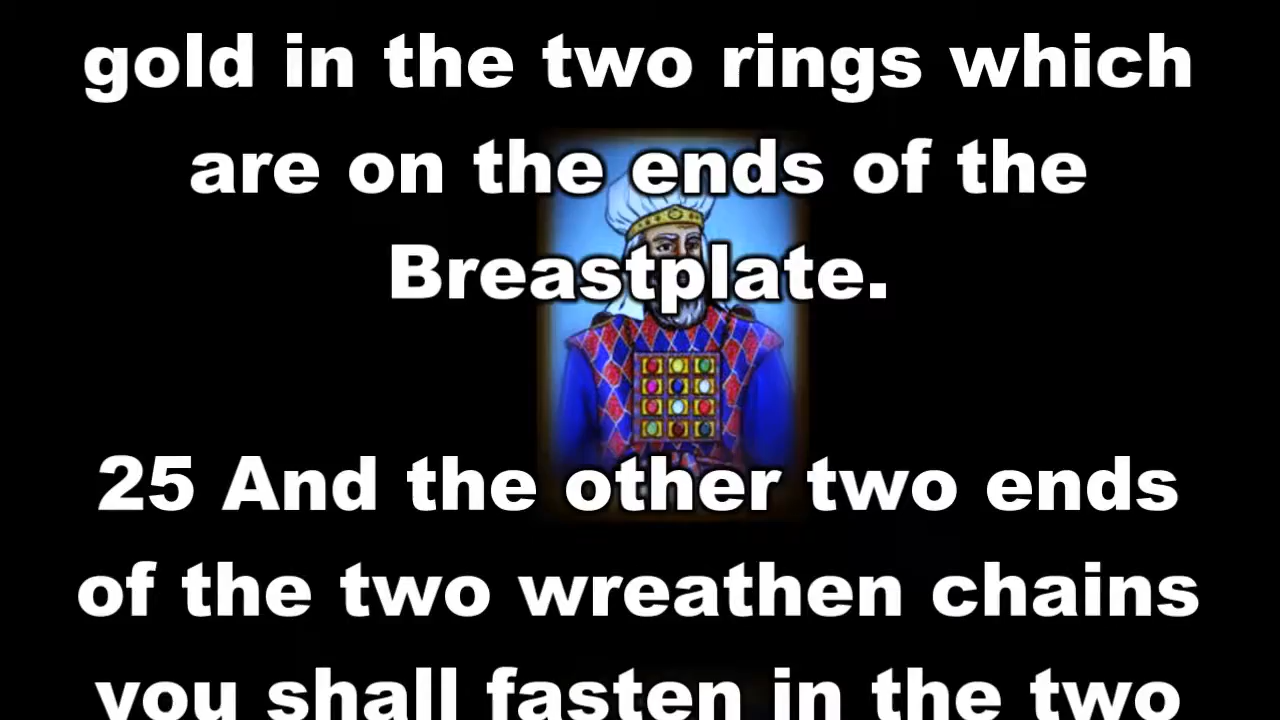 gold in the two rings which
are on the ends of the
Breastplate.
25 And the other two ends
of the two wreathen chains
you shall fasten in the two